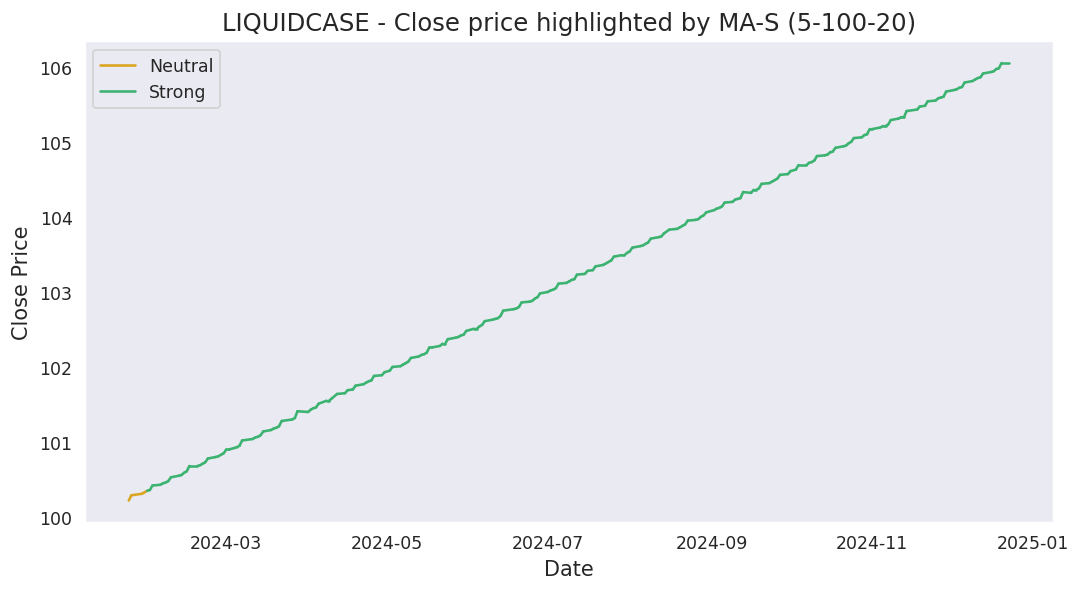 LIQUIDCASE - Close price highlighted by MA-S (5-100-20)
Neutral
Strong
106
105
104
103
102
101
100
Close Price
2024-03
2024-05
2024-07
2024-09
2024-11
2025-01
Date